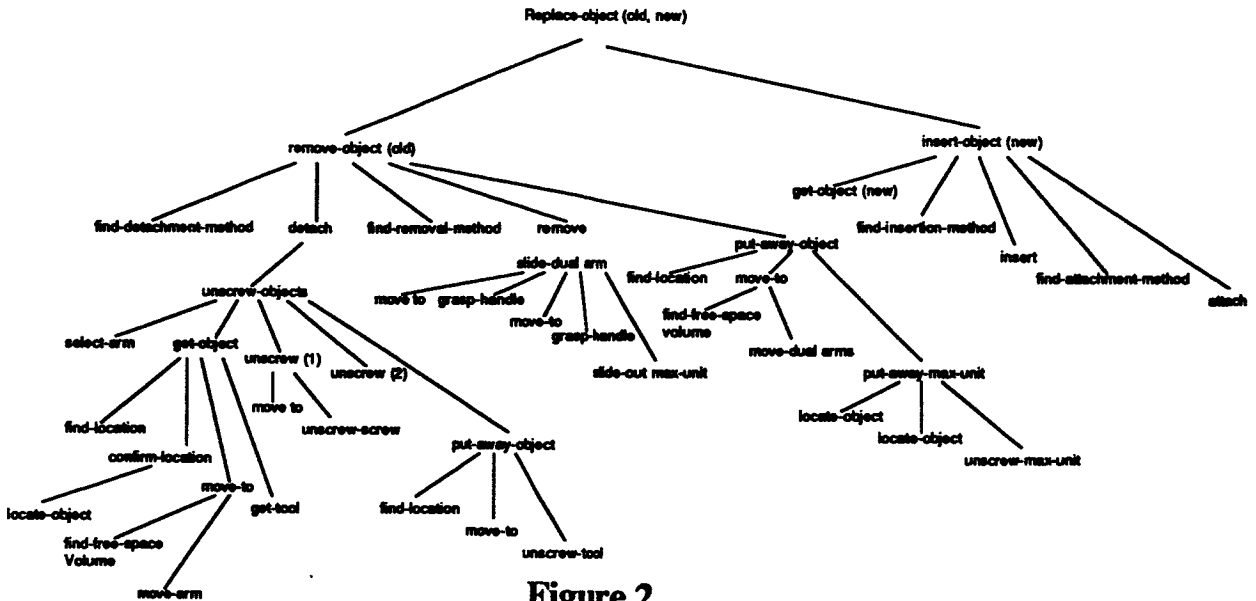 Replace-object (old, new)
remove-object (old)
insert-object (new)
get-object (new)
find-detachment-method
detach
find-removal-method
remove
find-insertion-method
put-away-object
insert
slide-dual arm
find-location
move-to
find-attachment-method
unscrew-objects
move to
grasp-handle
attach
move-to
find-free-space
volume
grasp-handle
select-arm
get-object
unscrew (1)
unscrew (2)
slide-out max-unit
move-dual arms
put-away-max-unit
move to
locate-object
find-location
unscrew-screw
locate-object
put-away-object
confirm-location
unscrew-max-unit
move-to
get-tool
find-location
locate-object
move-to
find-free-space
Volume
unscrew-tool
move-arm
Figure 2